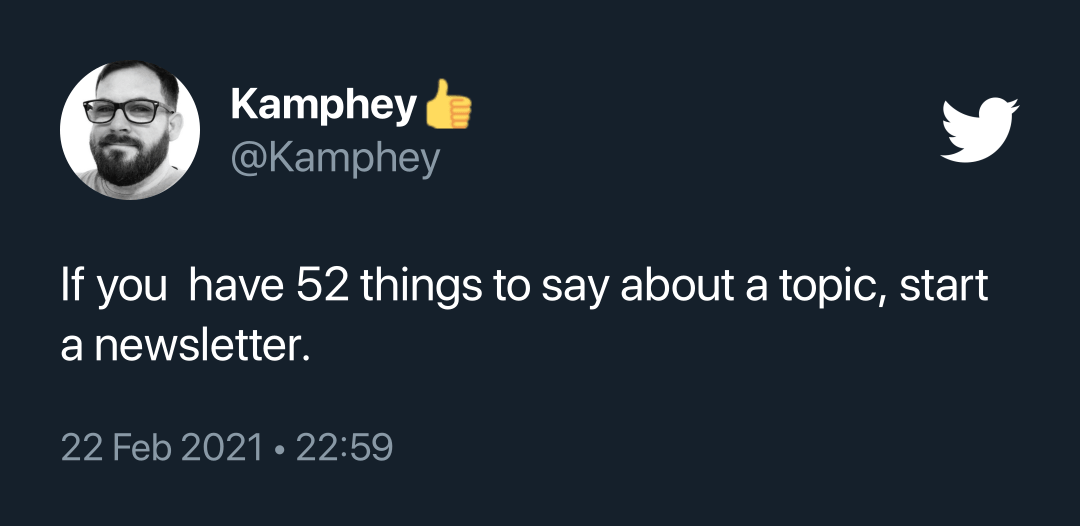 Kamphey👍
@Kamphey
If you  have 52 things to say about a topic, start
a newsletter.
22 Feb 2021 • 22:59